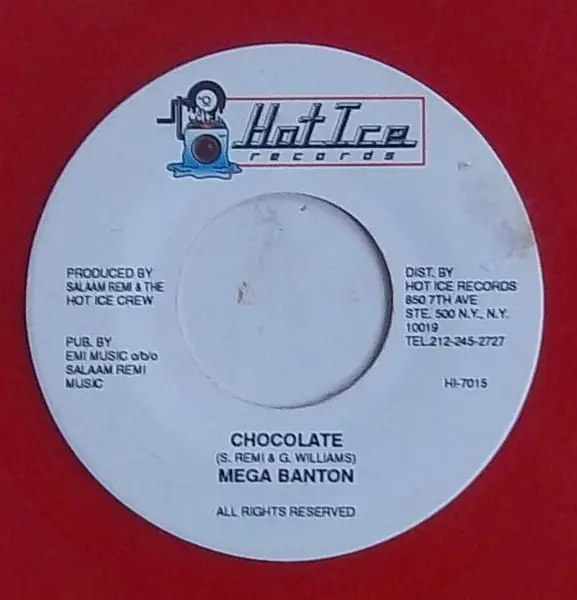 Hot Ice
records
PRODUCED BY
SALAAM REMI & THE
HOT ICE CREW
PUB. BY
EMI MUSIC o/b/o
SALAAM REMI
MUSIC
DIST. BY
HOT ICE RECORDS
850 7TH AVE
STE. 500 N.Y., N.Y.
10019
TEL.212-245-2727
HI-7015
CHOCOLATE
(S. REMI & G. WILLIAMS)
MEGA BANTON
ALL RIGHTS RESERVED